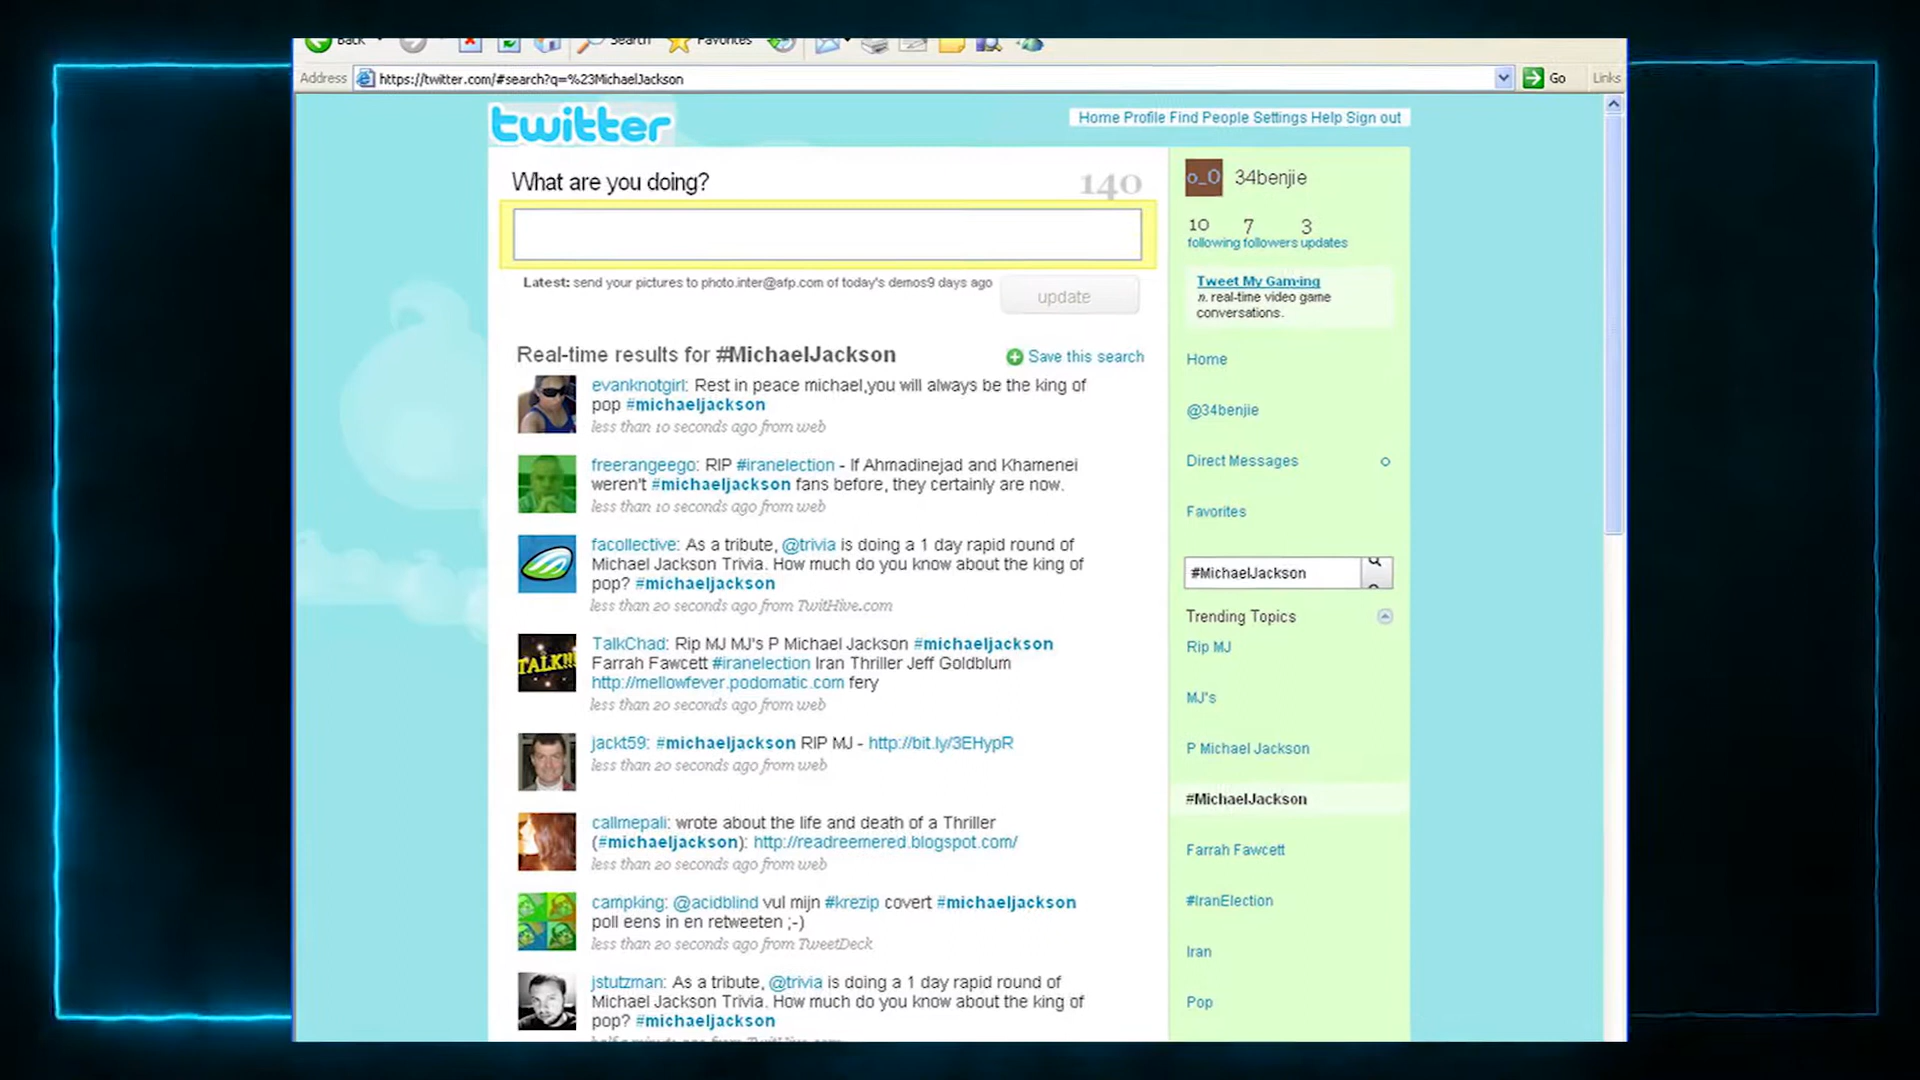 Back
Search
Favorites
Address https://twitter.com/#search?q=%23MichaelJackson Go Links
twitter
Home Profile Find People Settings Help Sign out
What are you doing? 140
Latest: send your pictures to photo.inter@afp.com of today's demos9 days ago
update
Real-time results for #MichaelJackson Save this search
evanknotgirl: Rest in peace michael,you will always be the king of
pop #michaeljackson
less than 10 seconds ago from web
freerangeego: RIP #iranelection - If Ahmadinejad and Khamenei
weren't #michaeljackson fans before, they certainly are now.
less than 10 seconds ago from web
facollective: As a tribute, @trivia is doing a 1 day rapid round of
Michael Jackson Trivia. How much do you know about the king of
pop? #michaeljackson
less than 20 seconds ago from TwitHive.com
TALK!!!
TalkChad: Rip MJ MJ's P Michael Jackson #michaeljackson
Farrah Fawcett #iranelection Iran Thriller Jeff Goldblum
http://mellowfever.podomatic.com fery
less than 20 seconds ago from web
jackt59: #michaeljackson RIP MJ - http://bit.ly/3EHypR
less than 20 seconds ago from web
callmepali: wrote about the life and death of a Thriller
(#michaeljackson): http://readreemered.blogspot.com/
less than 20 seconds ago from web
campking: @acidblind vul mijn #krezip covert #michaeljackson
poll eens in en retweeten ;-)
less than 20 seconds ago from TweetDeck
jstutzman: As a tribute, @trivia is doing a 1 day rapid round of
Michael Jackson Trivia. How much do you know about the king of
pop? #michaeljackson
half a minute ago from TwitHive.com
o_O 34benjie
10 7 3
following followers updates
Tweet My Gam·ing
n. real-time video game
conversations.
Home
@34benjie
Direct Messages 0
Favorites
#MichaelJackson
Trending Topics
Rip MJ
MJ's
P Michael Jackson
#MichaelJackson
Farrah Fawcett
#IranElection
Iran
Pop